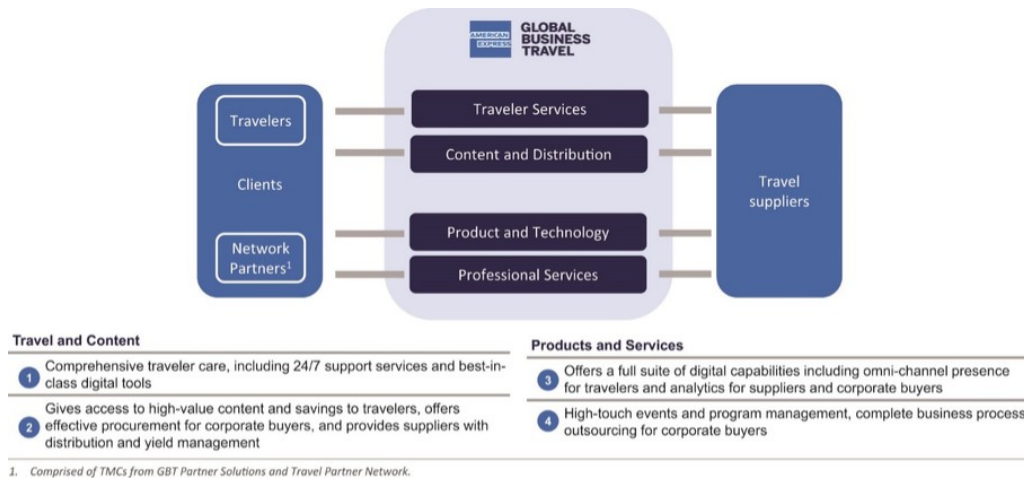 AMERICAN
EXPRESS
GLOBAL
BUSINESS
TRAVEL
Travelers
Clients
Network
Partners1
Traveler Services
Content and Distribution
Product and Technology
Professional Services
Travel
suppliers
Travel and Content
1 Comprehensive traveler care, including 24/7 support services and best-in-
class digital tools
2 Gives access to high-value content and savings to travelers, offers
effective procurement for corporate buyers, and provides suppliers with
distribution and yield management
Products and Services
3 Offers a full suite of digital capabilities including omni-channel presence
for travelers and analytics for suppliers and corporate buyers
4 High-touch events and program management, complete business process
outsourcing for corporate buyers
1. Comprised of TMCs from GBT Partner Solutions and Travel Partner Network.